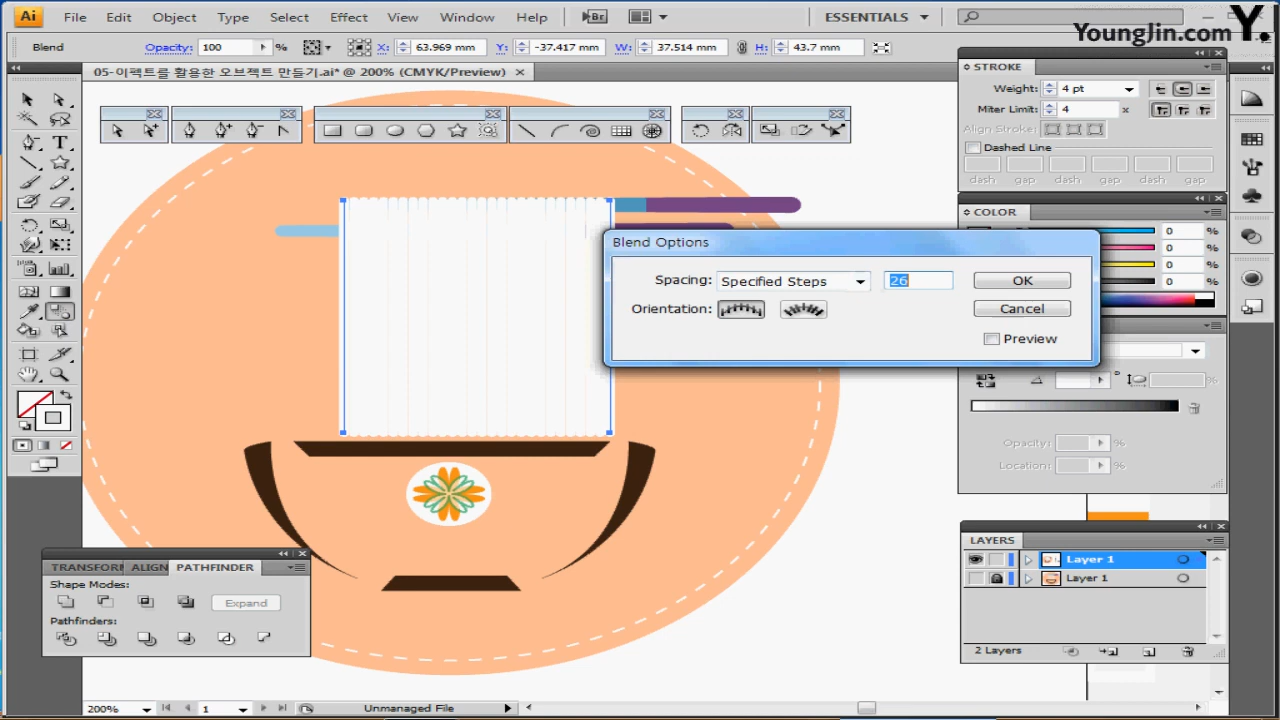 Ai File Edit Object Type Select Effect View Window Help Br ESSENTIALS
YoungJin.com Y.
Blend Opacity: 100 % X: 63.969 mm Y: -37.417 mm W: 37.514 mm H: 43.7 mm
05-이펙트를 활용한 오브젝트 만들기.ai* @ 200% (CMYK/Preview)
STROKE
Weight: 4 pt
Miter Limit: 4 x
Align Stroke:
Dashed Line
dash gap dash gap dash gap
COLOR
0 %
0 %
0 %
0 %
Blend Options
Spacing: Specified Steps 26 OK
Orientation: Cancel
Preview
Opacity: %
Location: %
TRANSFORM ALIGN PATHFINDER
Shape Modes:
Expand
Pathfinders:
LAYERS
Layer 1
Layer 1
2 Layers
200% 1 Unmanaged File